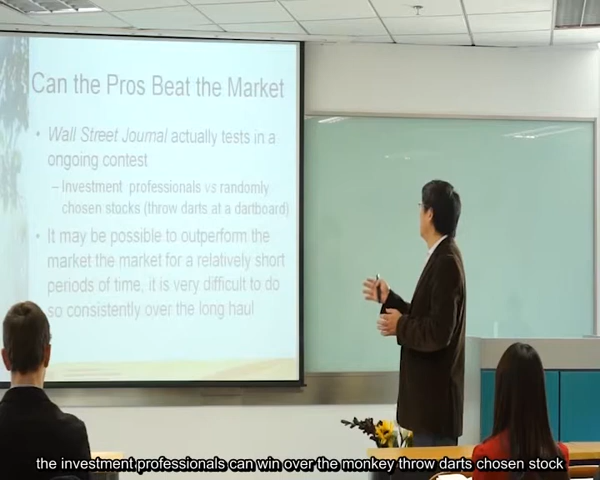 Can the Pros Beat the Market
• Wall Street Journal actually tests in a
ongoing contest
– Investment professionals vs randomly
chosen stocks (throw darts at a dartboard)
• It may be possible to outperform the
market the market for a relatively short
periods of time, it is very difficult to do
so consistently over the long haul
the investment professionals can win over the monkey throw darts chosen stock